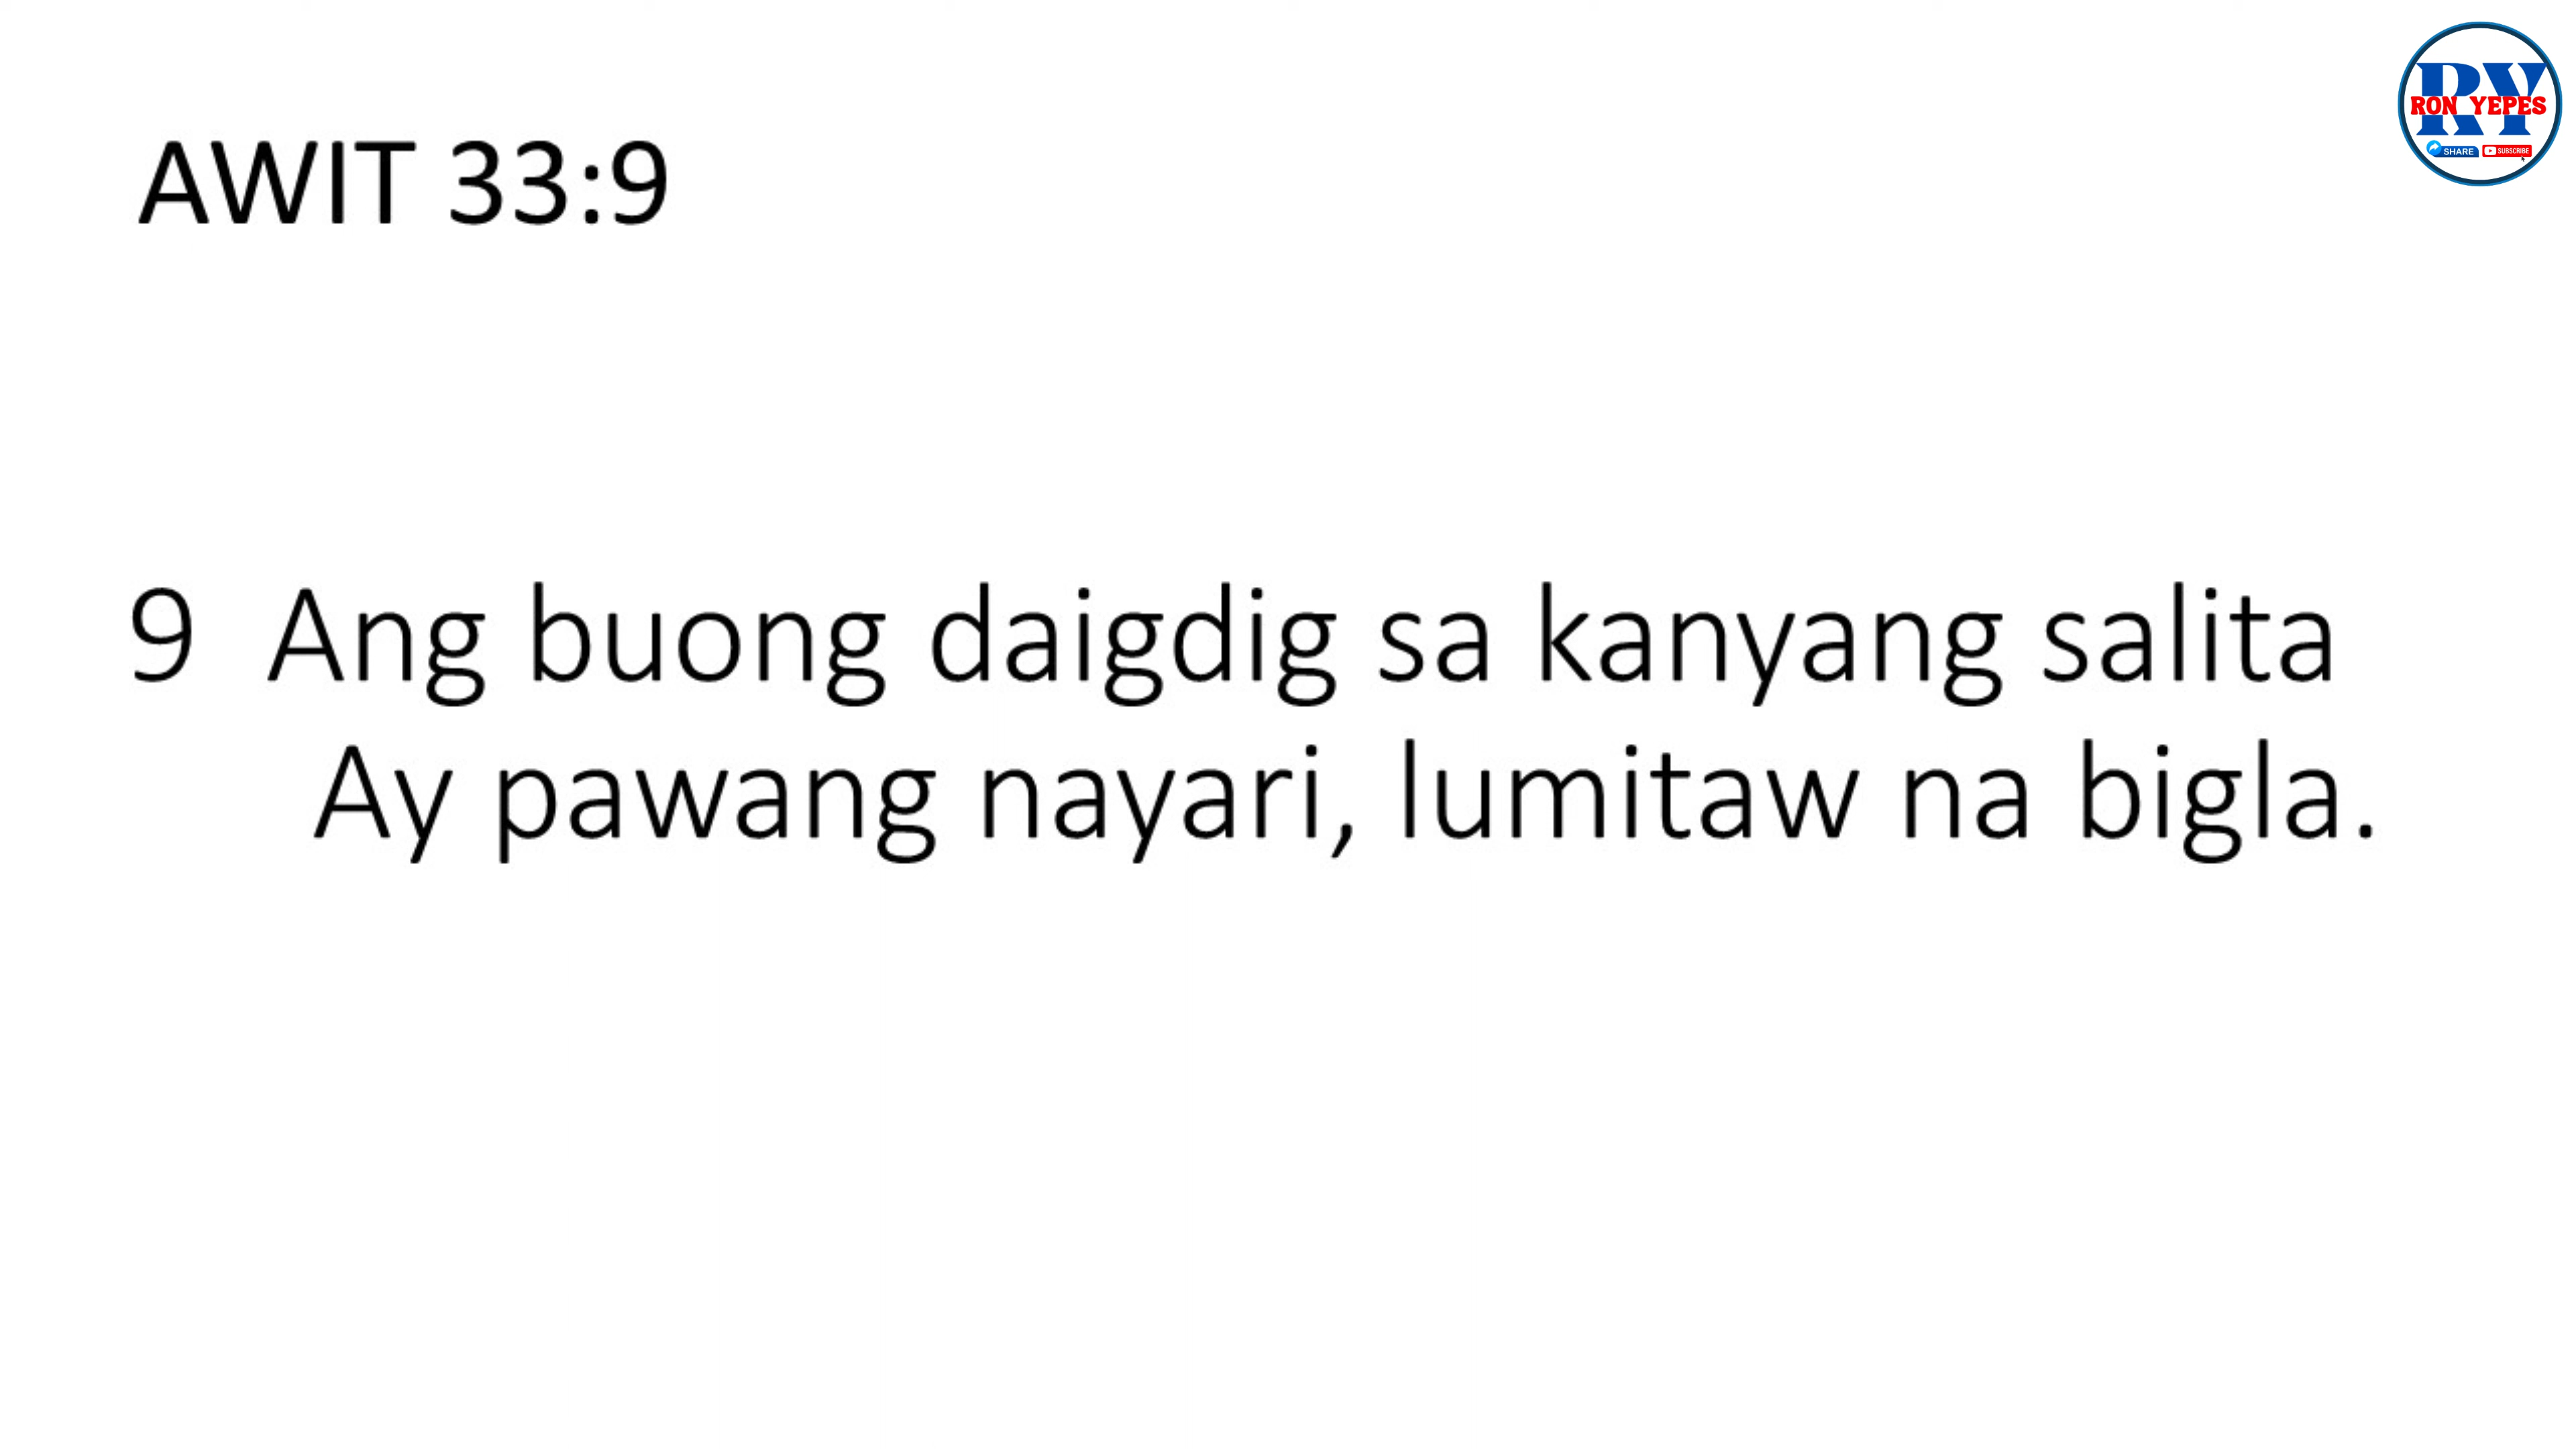 RY
RON YEPES
SHARE SUBSCRIBE
AWIT 33:9
9 Ang buong daigdig sa kanyang salita
Ay pawang nayari, lumitaw na bigla.